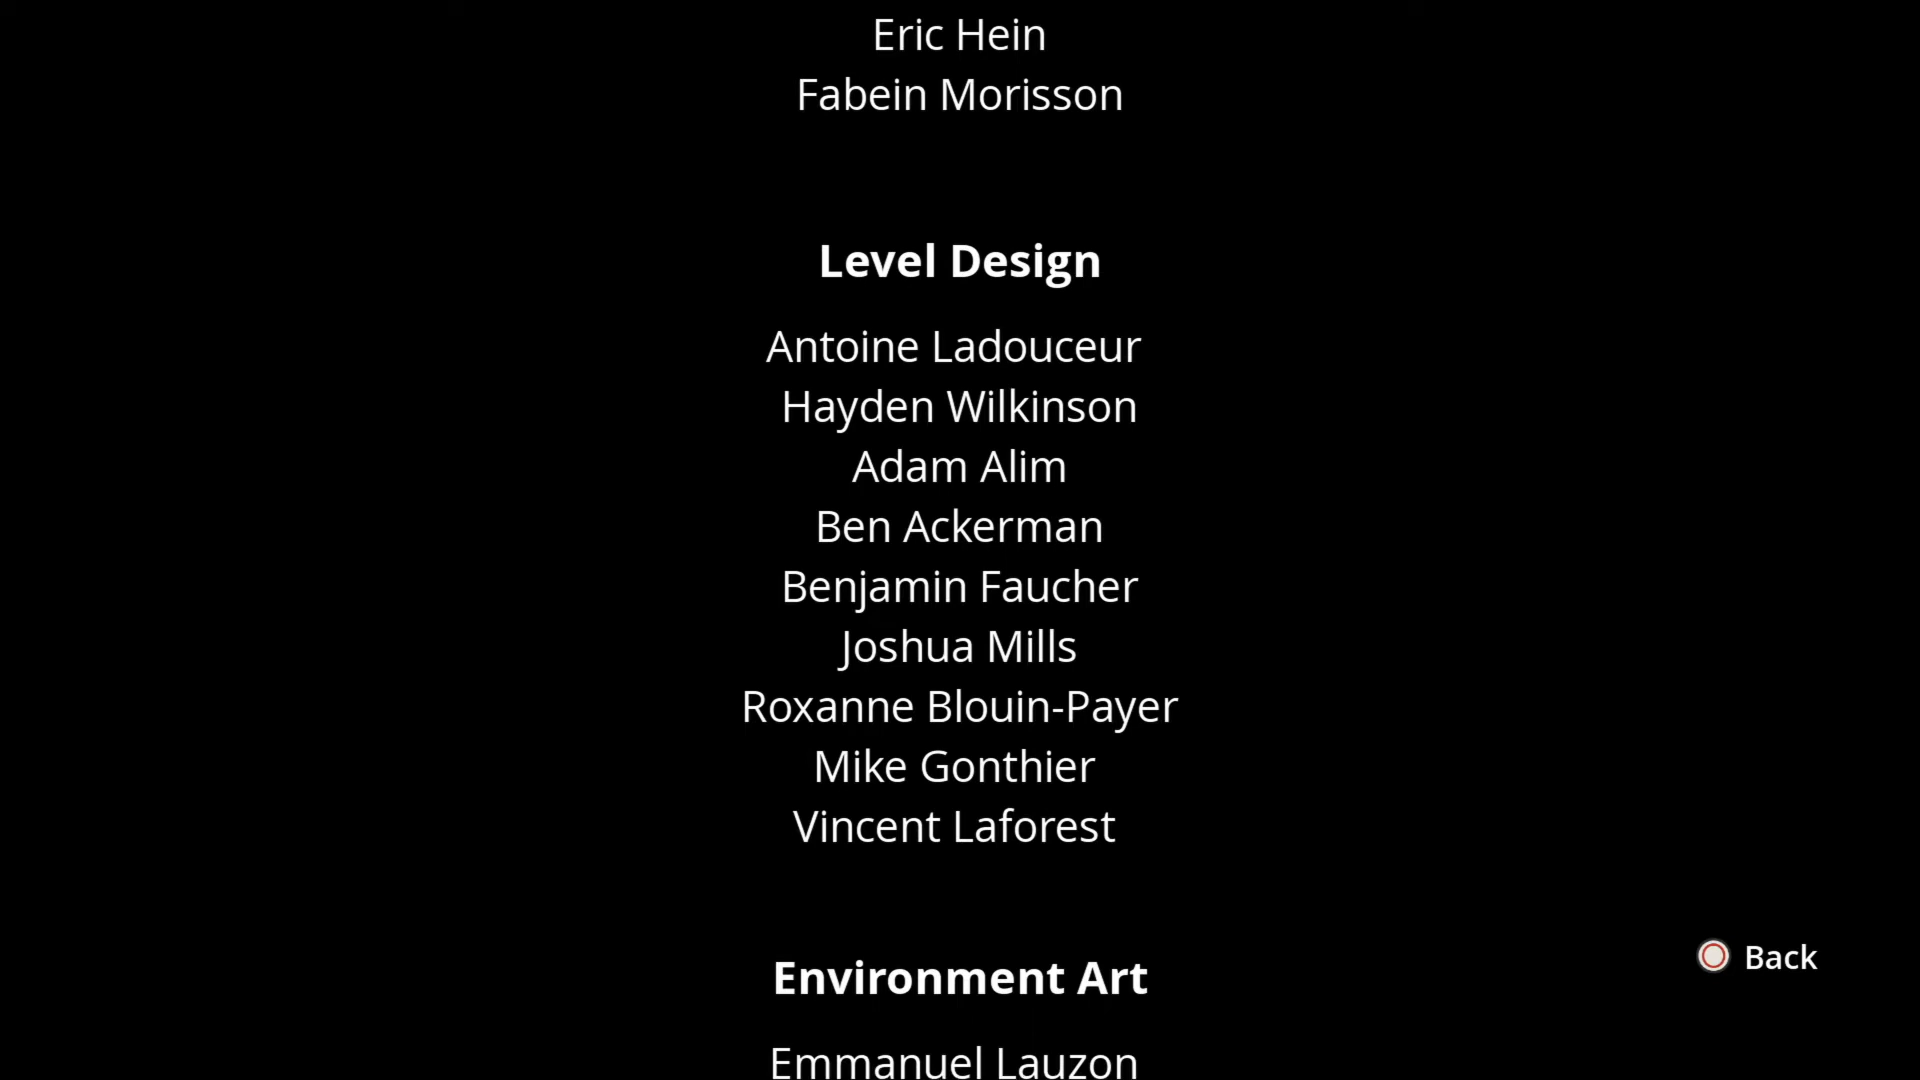 Eric Hein
Fabein Morisson
Level Design
Antoine Ladouceur
Hayden Wilkinson
Adam Alim
Ben Ackerman
Benjamin Faucher
Joshua Mills
Roxanne Blouin-Payer
Mike Gonthier
Vincent Laforest
Back
Environment Art
Emmanuel Lauzon